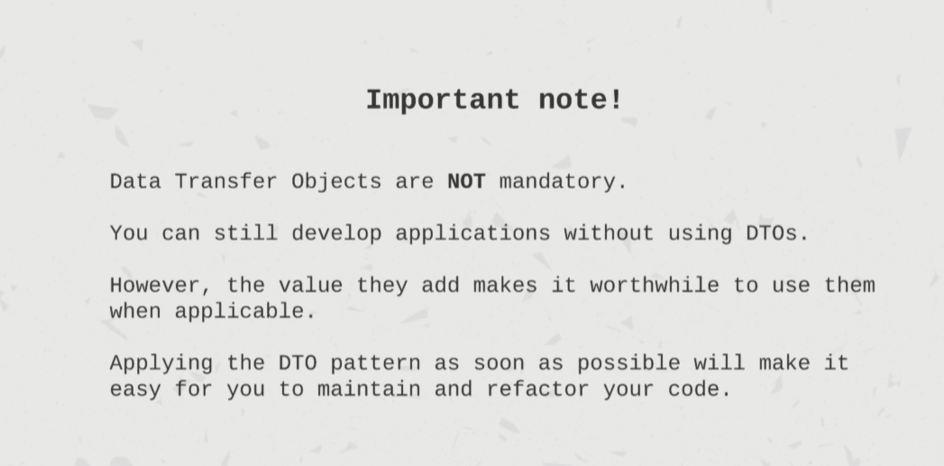 Important note!
Data Transfer Objects are NOT mandatory.
You can still develop applications without using DTOs.
However, the value they add makes it worthwhile to use them
when applicable.
Applying the DTO pattern as soon as possible will make it
easy for you to maintain and refactor your code.